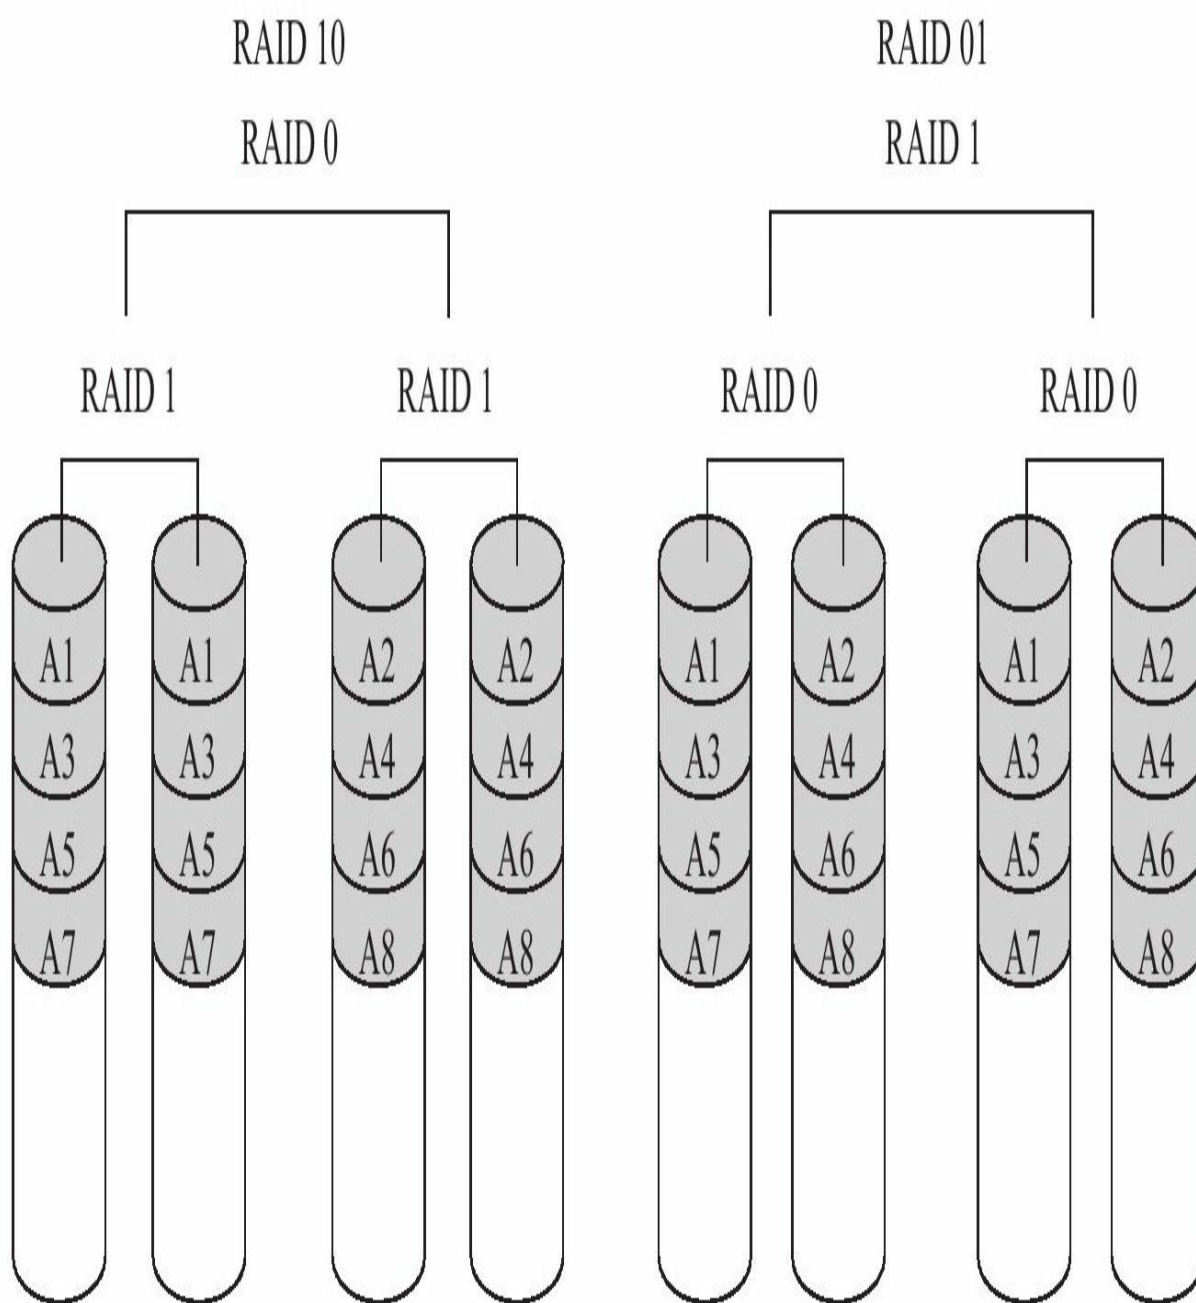 RAID 10 RAID 01
RAID 0 RAID 1
RAID 1 RAID 1 RAID 0 RAID 0
A1 A1 A2 A2 A1 A2 A1 A2
A3 A3 A4 A4 A3 A4 A3 A4
A5 A5 A6 A6 A5 A6 A5 A6
A7 A7 A8 A8 A7 A8 A7 A8